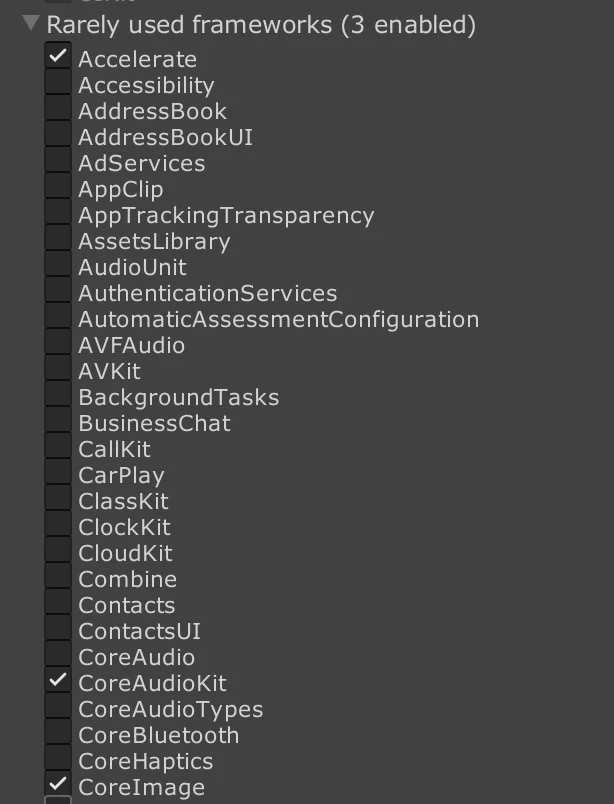 Rarely used frameworks (3 enabled)
Accelerate
Accessibility
AddressBook
AddressBookUI
AdServices
AppClip
AppTrackingTransparency
AssetsLibrary
AudioUnit
AuthenticationServices
AutomaticAssessmentConfiguration
AVFAudio
AVKit
BackgroundTasks
BusinessChat
CallKit
CarPlay
ClassKit
ClockKit
CloudKit
Combine
Contacts
ContactsUI
CoreAudio
CoreAudioKit
CoreAudioTypes
CoreBluetooth
CoreHaptics
CoreImage